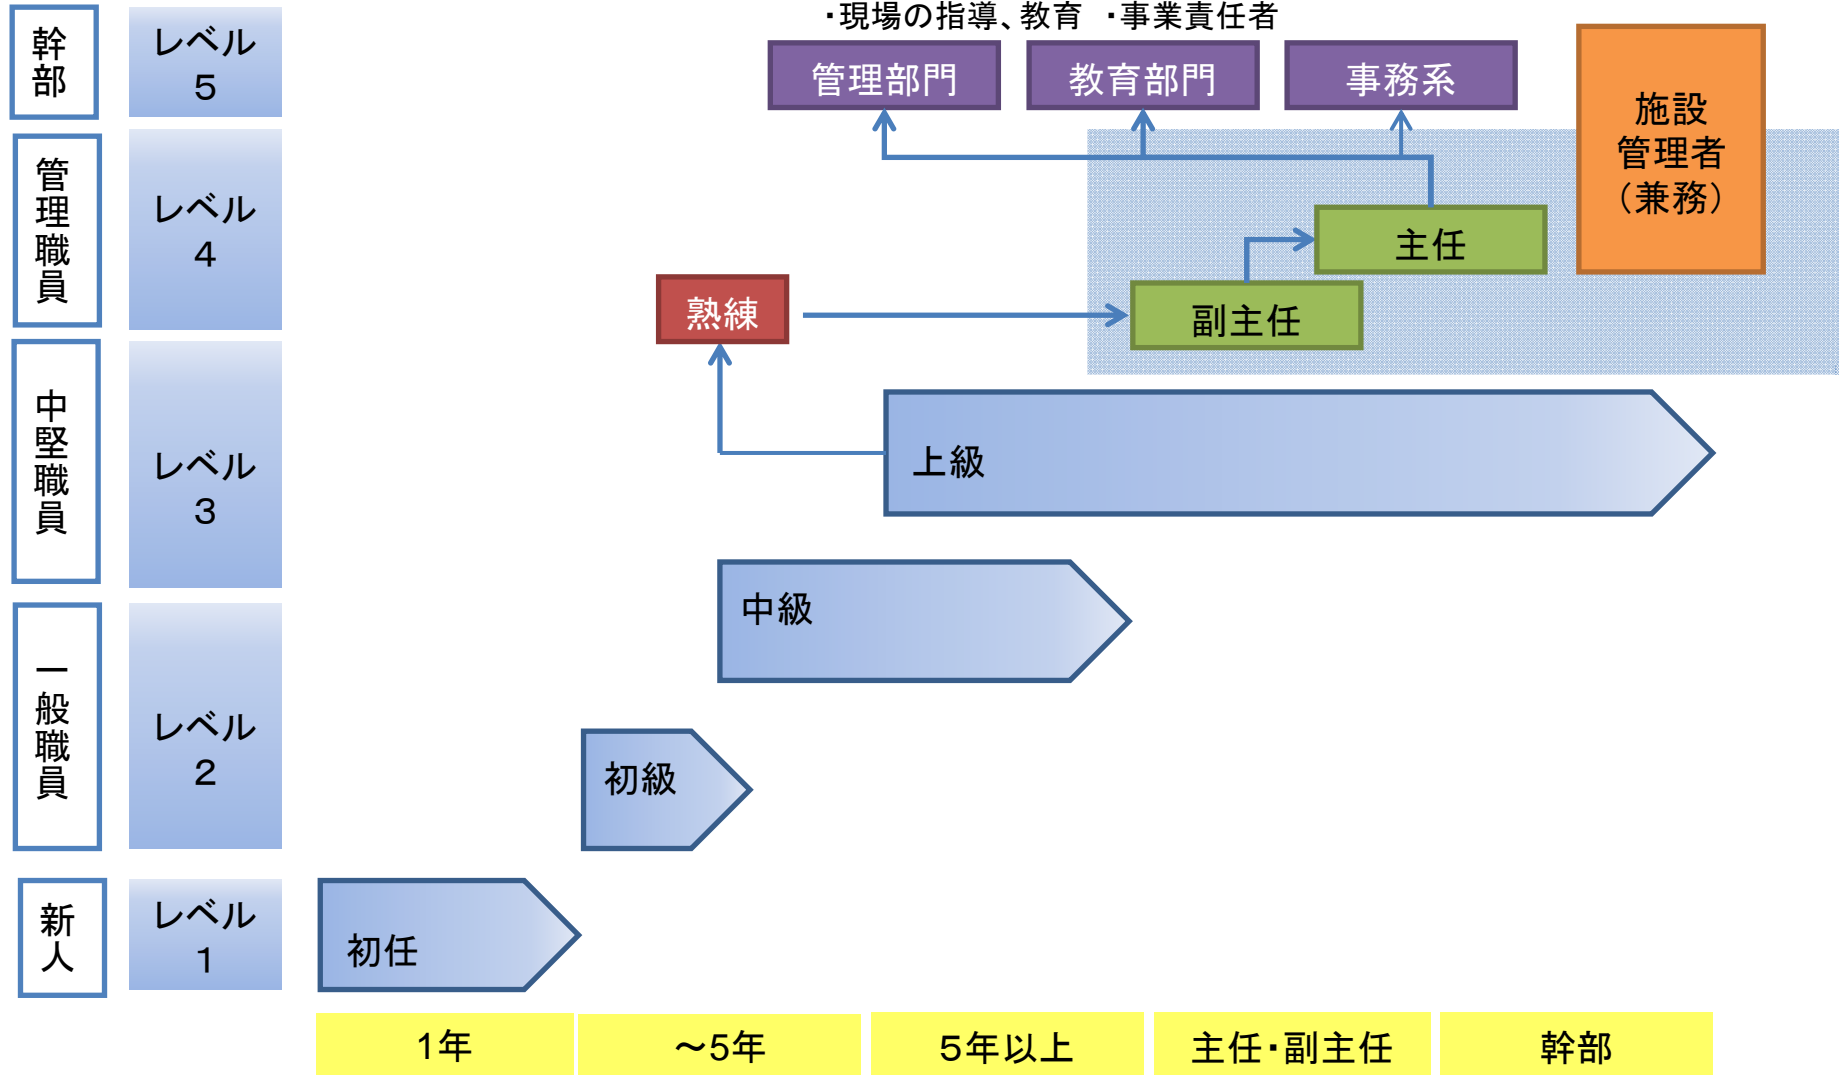 ・現場の指導、教育　・事業責任者
幹部
レベル
5
管理部門
教育部門
事務系
施設
管理者
（兼務）
管理職員
レベル
4
主任
熟練
副主任
中堅職員
レベル
3
上級
中級
一般職員
レベル
2
初級
新人
レベル
1
初任
1年
～5年
５年以上
主任・副主任
幹部